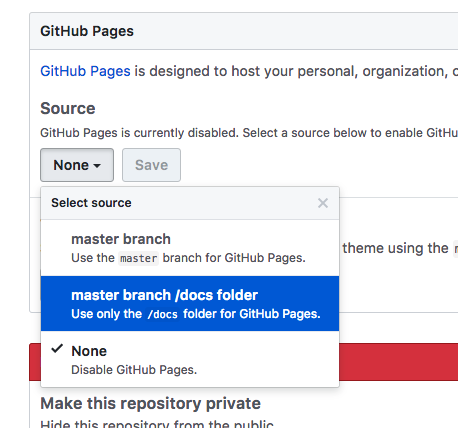 GitHub Pages
GitHub Pages is designed to host your personal, organization,
Source
GitHub Pages is currently disabled. Select a source below to enable GitHu
None
Save
Select source
master branch
Use the master branch for GitHub Pages.
theme using the
master branch /docs folder
Use only the /docs folder for GitHub Pages.
None
Disable GitHub Pages.
Make this repository private
Hide this repository from the public